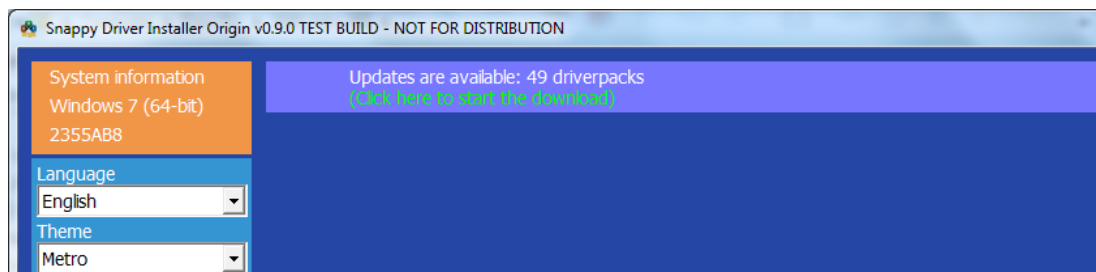 Snappy Driver Installer Origin v0.9.0 TEST BUILD - NOT FOR DISTRIBUTION
System information
Windows 7 (64-bit)
2355AB8
Updates are available: 49 driverpacks
(Click here to start the download)
Language
English
Theme
Metro